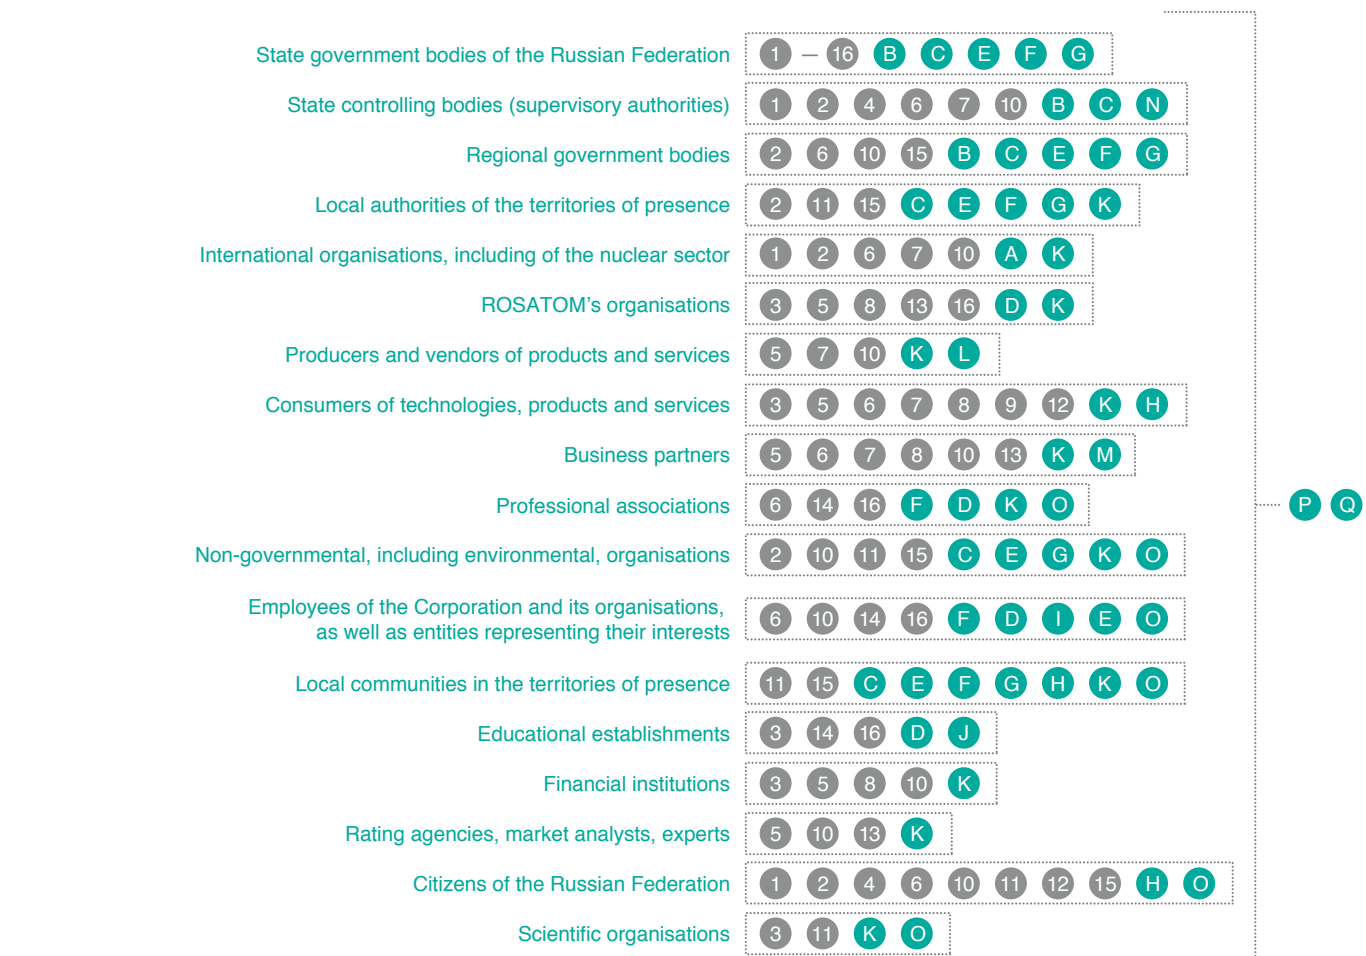 State government bodies of the Russian Federation 1 – 16 B C E F G
State controlling bodies (supervisory authorities) 1 2 4 6 7 10 B C N
Regional government bodies 2 6 10 15 B C E F G
Local authorities of the territories of presence 2 11 15 C E F G K
International organisations, including of the nuclear sector 1 2 6 7 10 A K
ROSATOM's organisations 3 5 8 13 16 D K
Producers and vendors of products and services 5 7 10 K L
Consumers of technologies, products and services 3 5 6 7 8 9 12 K H
Business partners 5 6 7 8 10 13 K M
Professional associations 6 14 16 F D K O
P Q
Non-governmental, including environmental, organisations 2 10 11 15 C E G K O
Employees of the Corporation and its organisations,
as well as entities representing their interests 6 10 14 16 F D I E O
Local communities in the territories of presence 11 15 C E F G H K O
Educational establishments 3 14 16 D J
Financial institutions 3 5 8 10 K
Rating agencies, market analysts, experts 5 10 13 K
Citizens of the Russian Federation 1 2 4 6 10 11 12 15 H O
Scientific organisations 3 11 K O